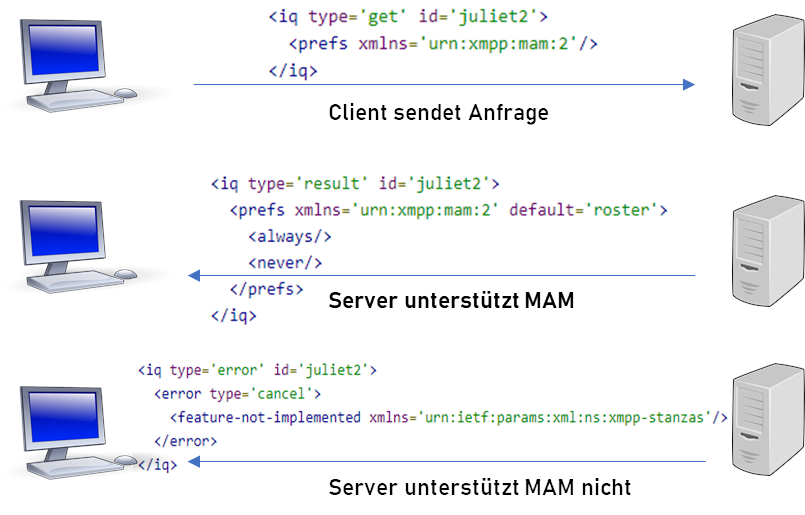 <iq type='get' id='juliet2'>
<prefs xmlns='urn:xmpp:mam:2'/>
</iq>
Client sendet Anfrage
<iq type='result' id='juliet2'>
<prefs xmlns='urn:xmpp:mam:2' default='roster'>
<always/>
<never/>
</prefs>
Server unterstützt MAM
</iq>
<iq type='error' id='juliet2'>
<error type='cancel'>
<feature-not-implemented xmlns='urn:ietf:params:xml:ns:xmpp-stanzas'/>
</error>
</iq>
Server unterstützt MAM nicht